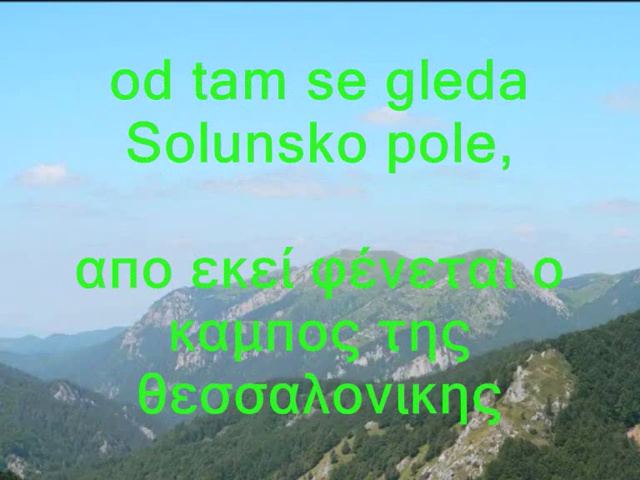 od tam se gleda
Solunsko pole,
απο εκεί φένεται ο
καμπος της
θεσσαλονικης